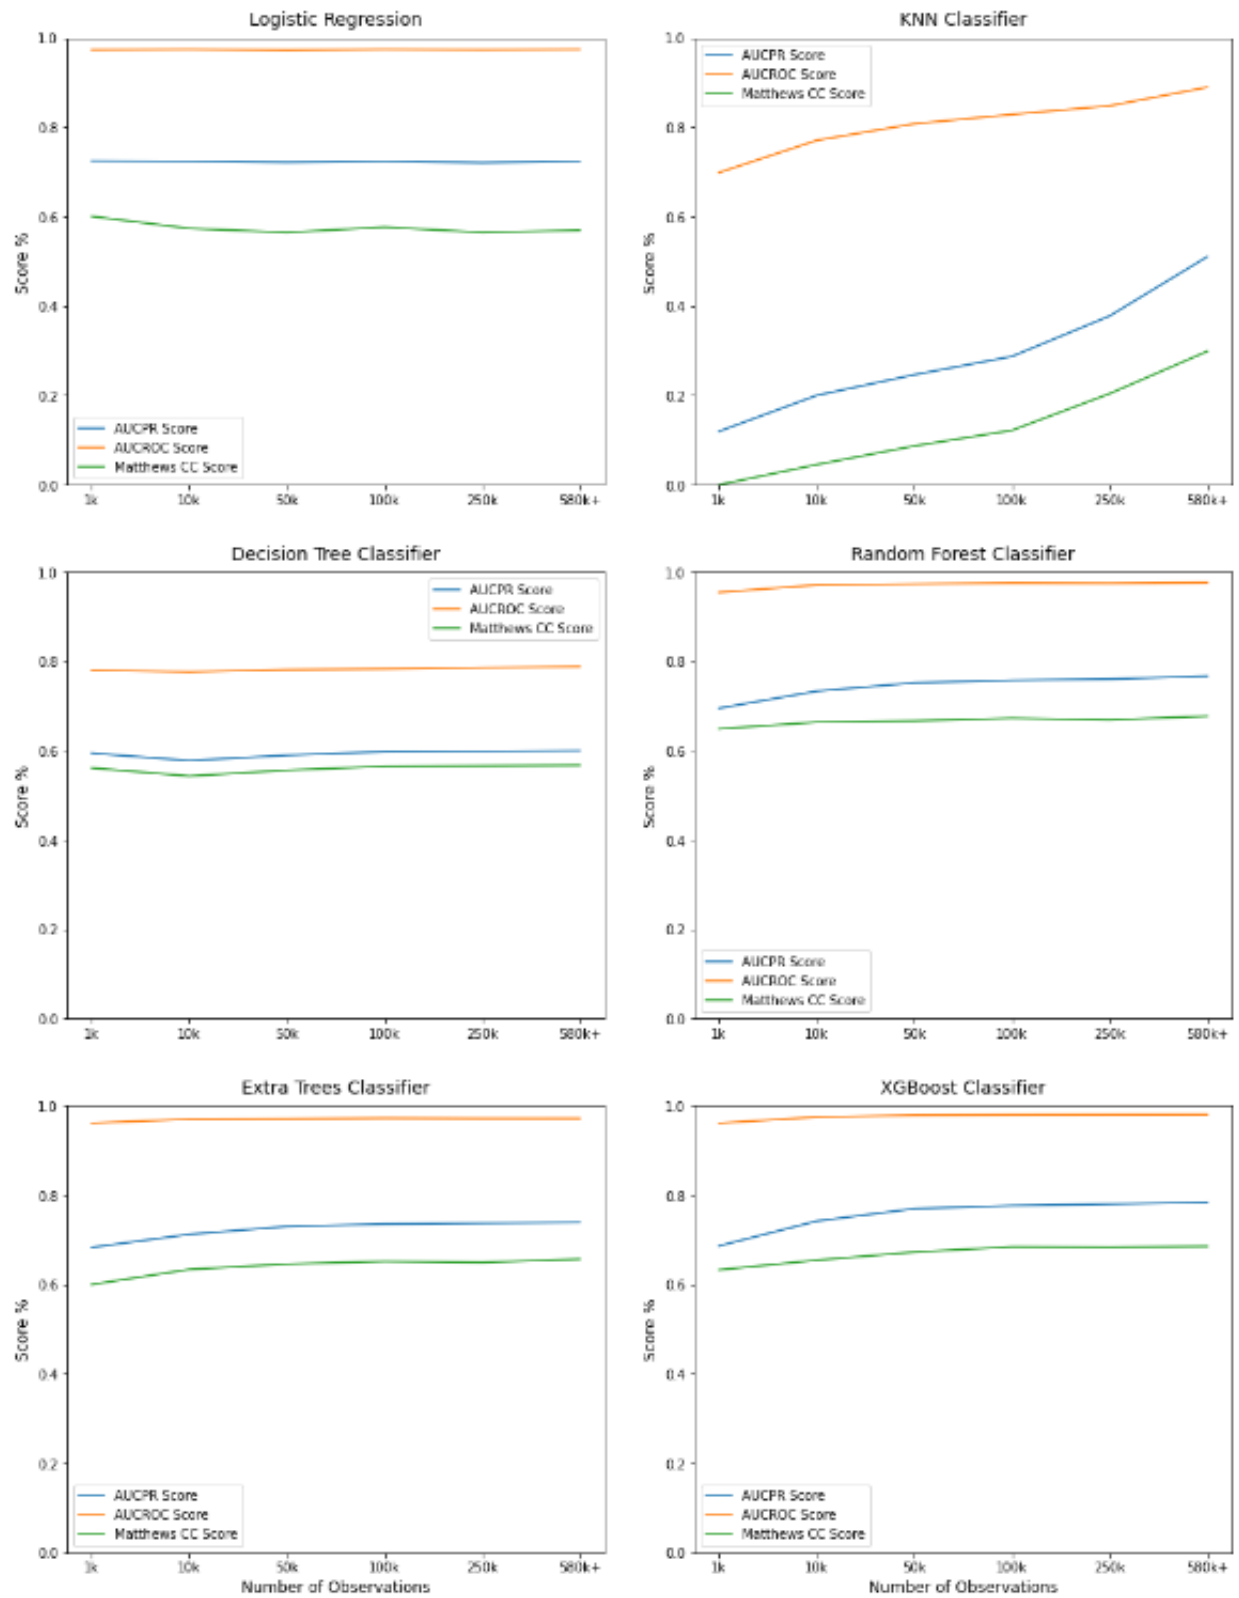 Logistic Regression
1.0
0.8
0.6
0.4
0.2
0.0
Score %
AUCPR Score
AUCROC Score
Matthews CC Score
1k 10k 50k 100k 250k 580k+
KNN Classifier
1.0
0.8
0.6
0.4
0.2
0.0
Score %
AUCPR Score
AUCROC Score
Matthews CC Score
1k 10k 50k 100k 250k 580k+
Decision Tree Classifier
1.0
0.8
0.6
0.4
0.2
0.0
Score %
AUCPR Score
AUCROC Score
Matthews CC Score
1k 10k 50k 100k 250k 580k+
Random Forest Classifier
1.0
0.8
0.6
0.4
0.2
0.0
Score %
AUCPR Score
AUCROC Score
Matthews CC Score
1k 10k 50k 100k 250k 580k+
Extra Trees Classifier
1.0
0.8
0.6
0.4
0.2
0.0
Score %
AUCPR Score
AUCROC Score
Matthews CC Score
1k 10k 50k 100k 250k 580k+
Number of Observations
XGBoost Classifier
1.0
0.8
0.6
0.4
0.2
0.0
Score %
AUCPR Score
AUCROC Score
Matthews CC Score
1k 10k 50k 100k 250k 580k+
Number of Observations